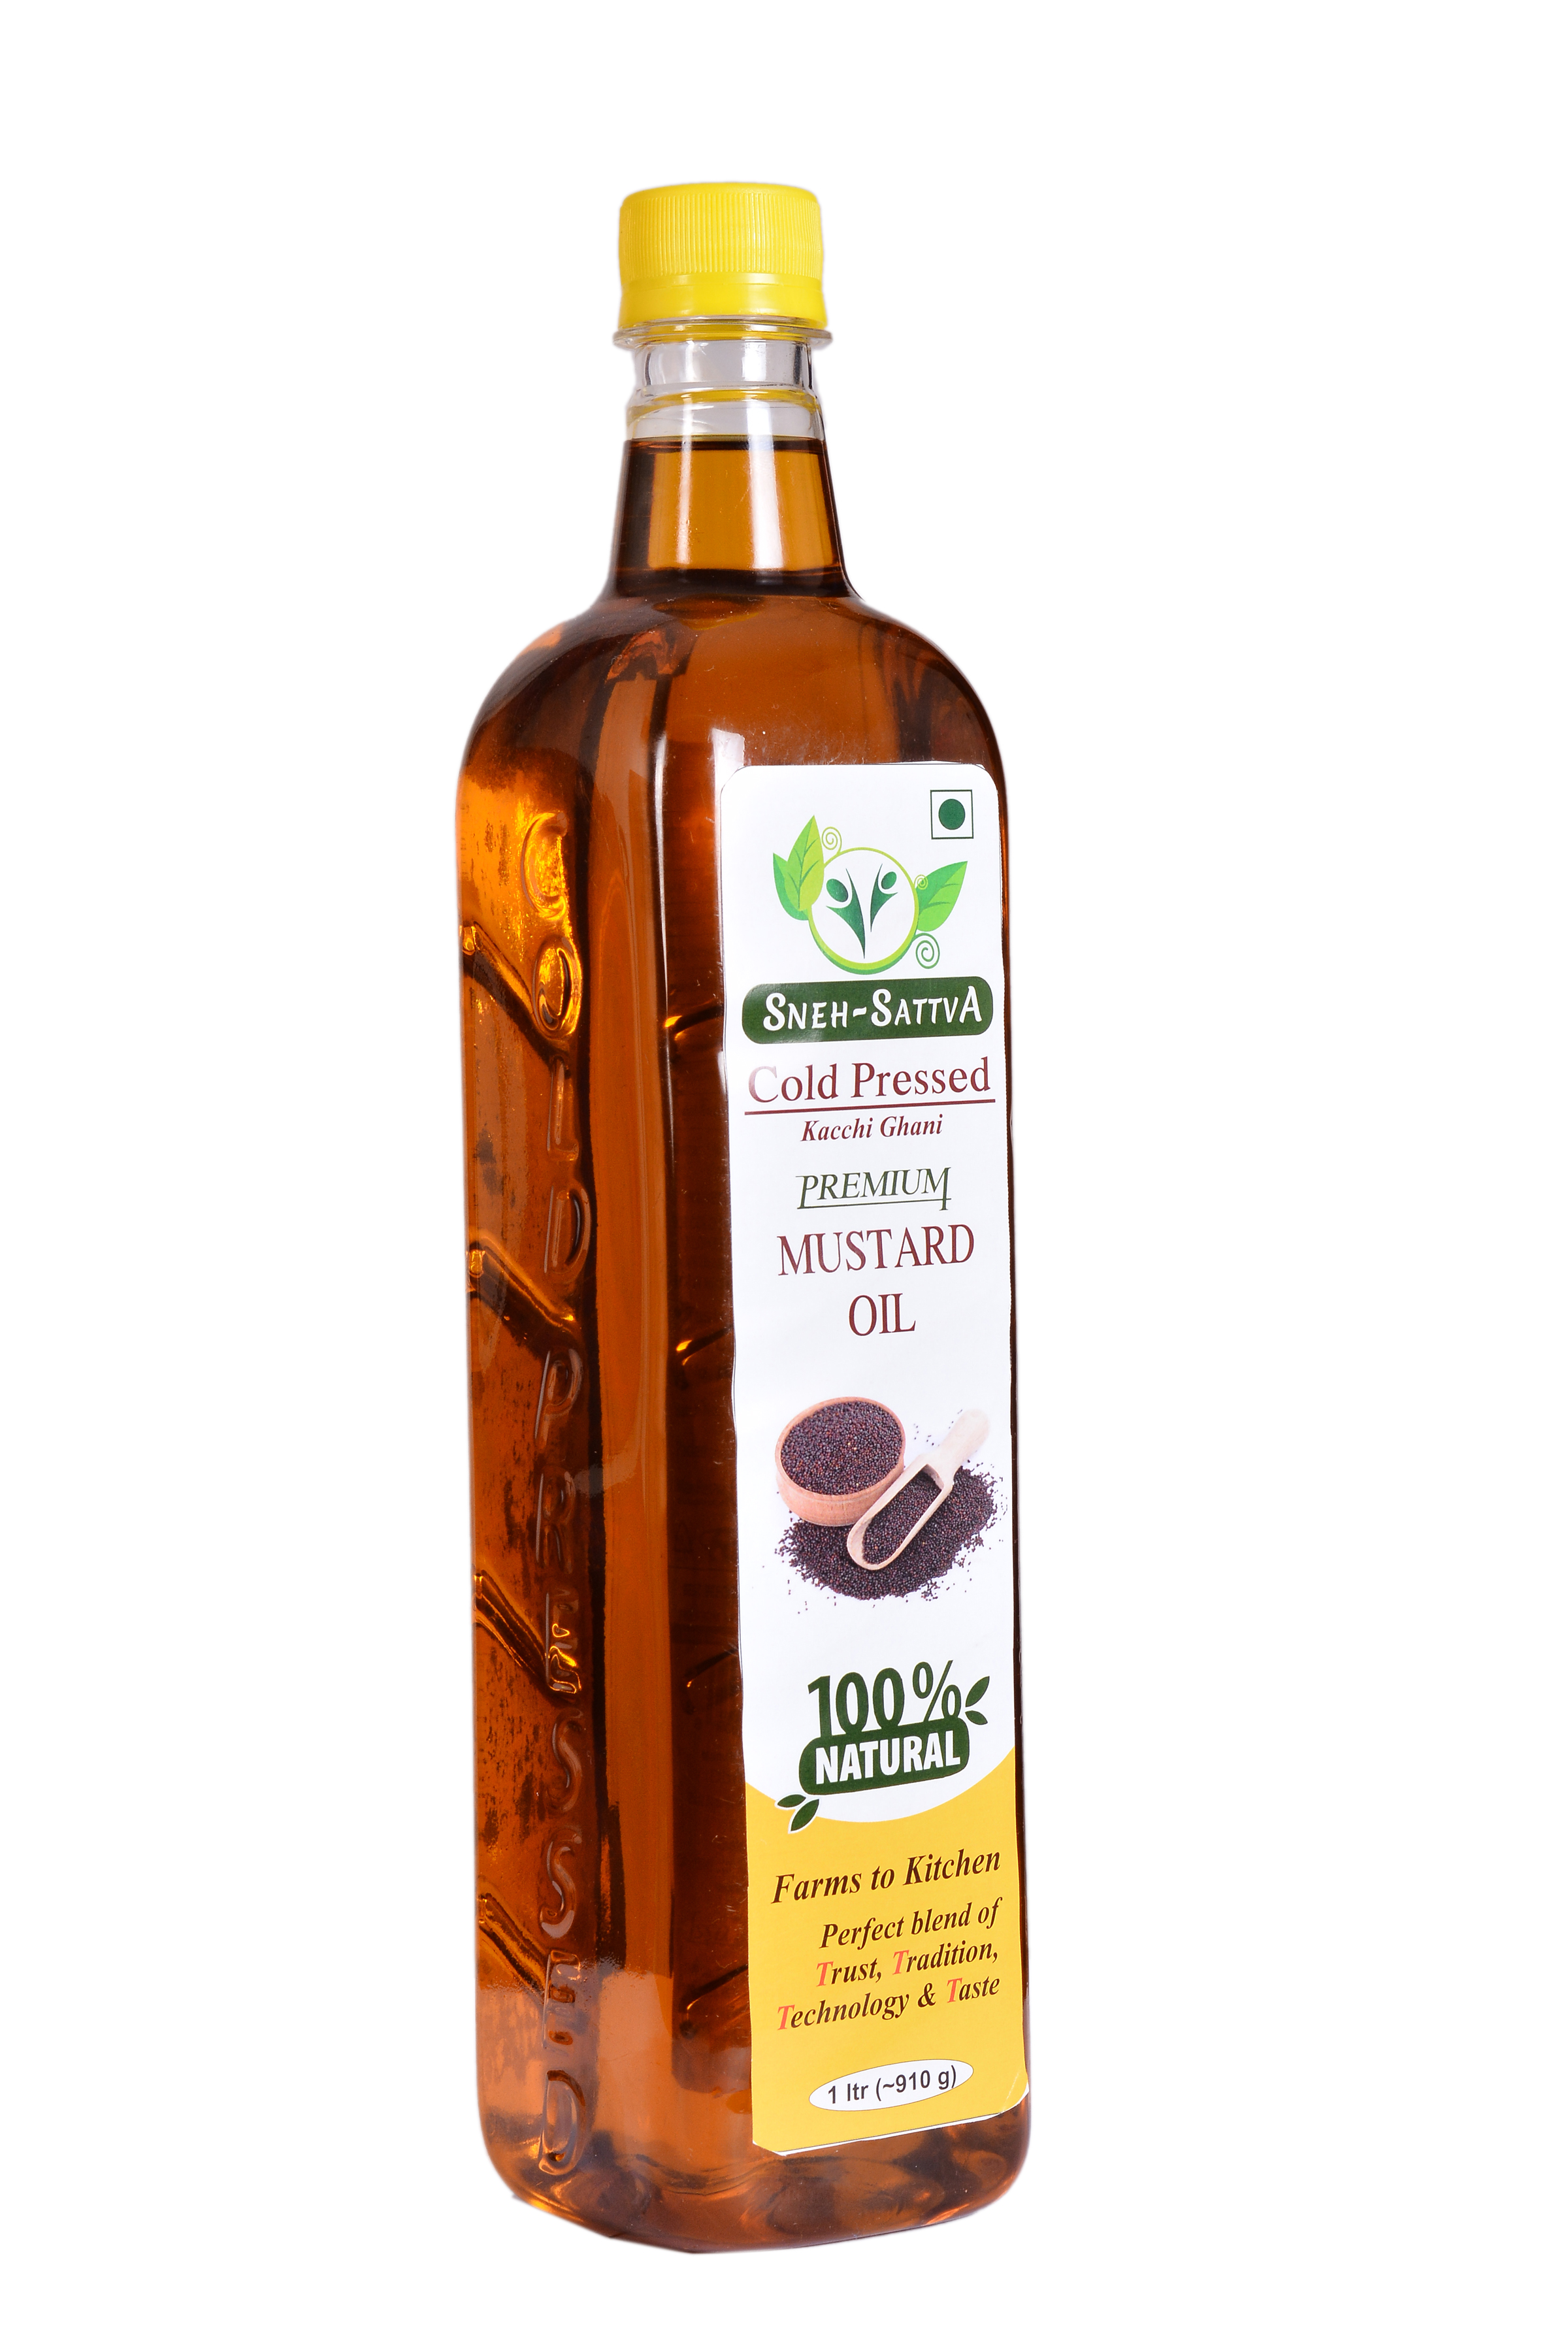 SNEH-SATTVA
Cold Pressed
Kacchi Ghani
PREMIUM
MUSTARD
OIL
100%
NATURAL
Farms to Kitchen
Perfect blend of
Trust, Tradition,
Technology & Taste
1 ltr (~910 g)
COLD PRESSED